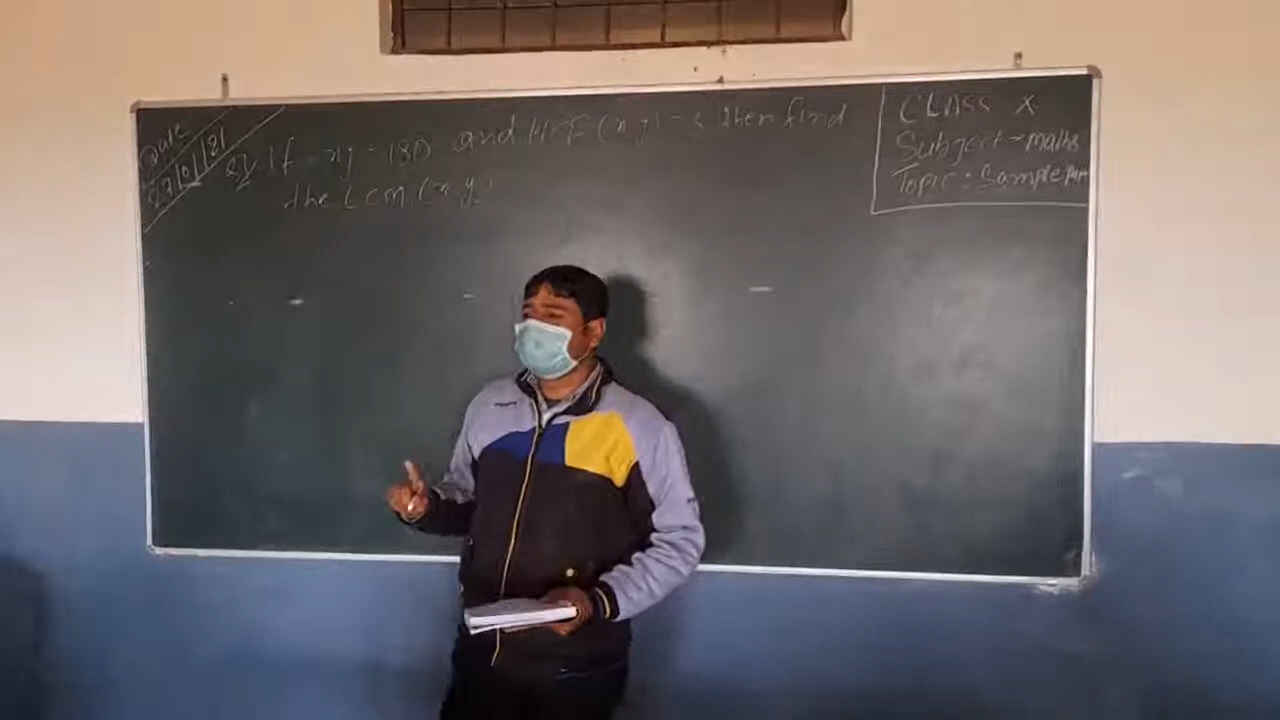 Date
27/01/21
Q1 If xy = 180 and HCF(x,y) = 3 then find
the LCM (x,y)
CLASS X
Subject → maths
Topic: Sample